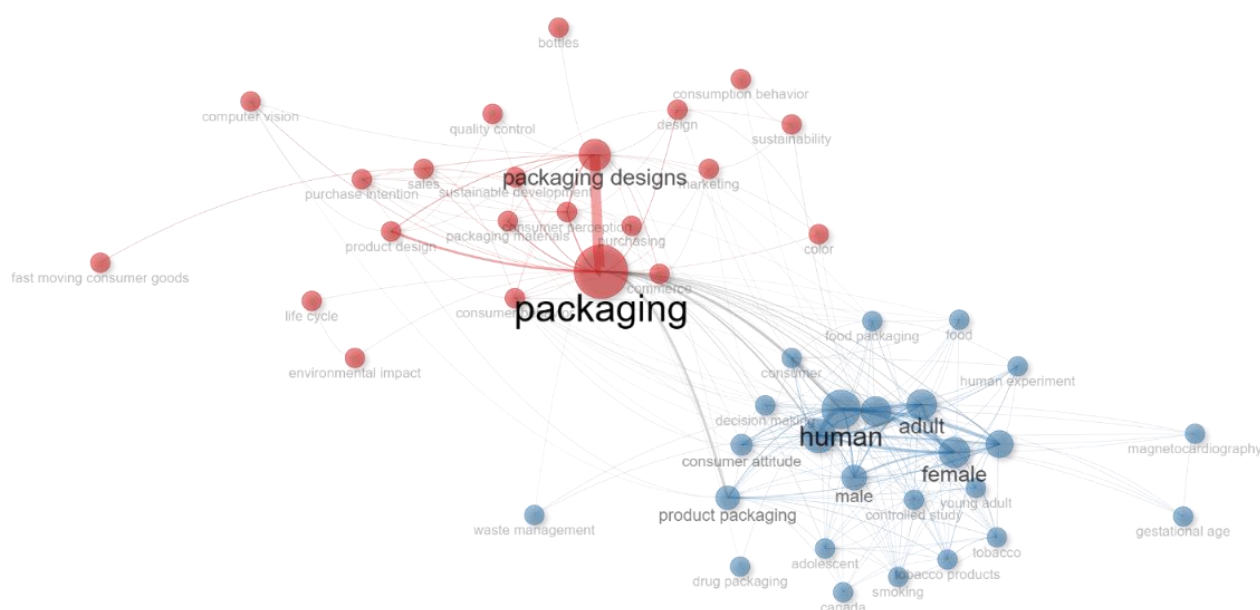 bottles
consumption behavior
computer vision
design
quality control
sustainability
packaging designs
marketing
sales
purchase intention
sustainable development
consumer perception
packaging materials
purchasing
product design
color
fast moving consumer goods
commerce
packaging
life cycle
food packaging
food
environmental impact
consumer
human experiment
decision making
adult
human
magnetocardiography
consumer attitude
female
male
young adult
product packaging
controlled study
waste management
gestational age
tobacco
adolescent
tobacco products
drug packaging
smoking
canada